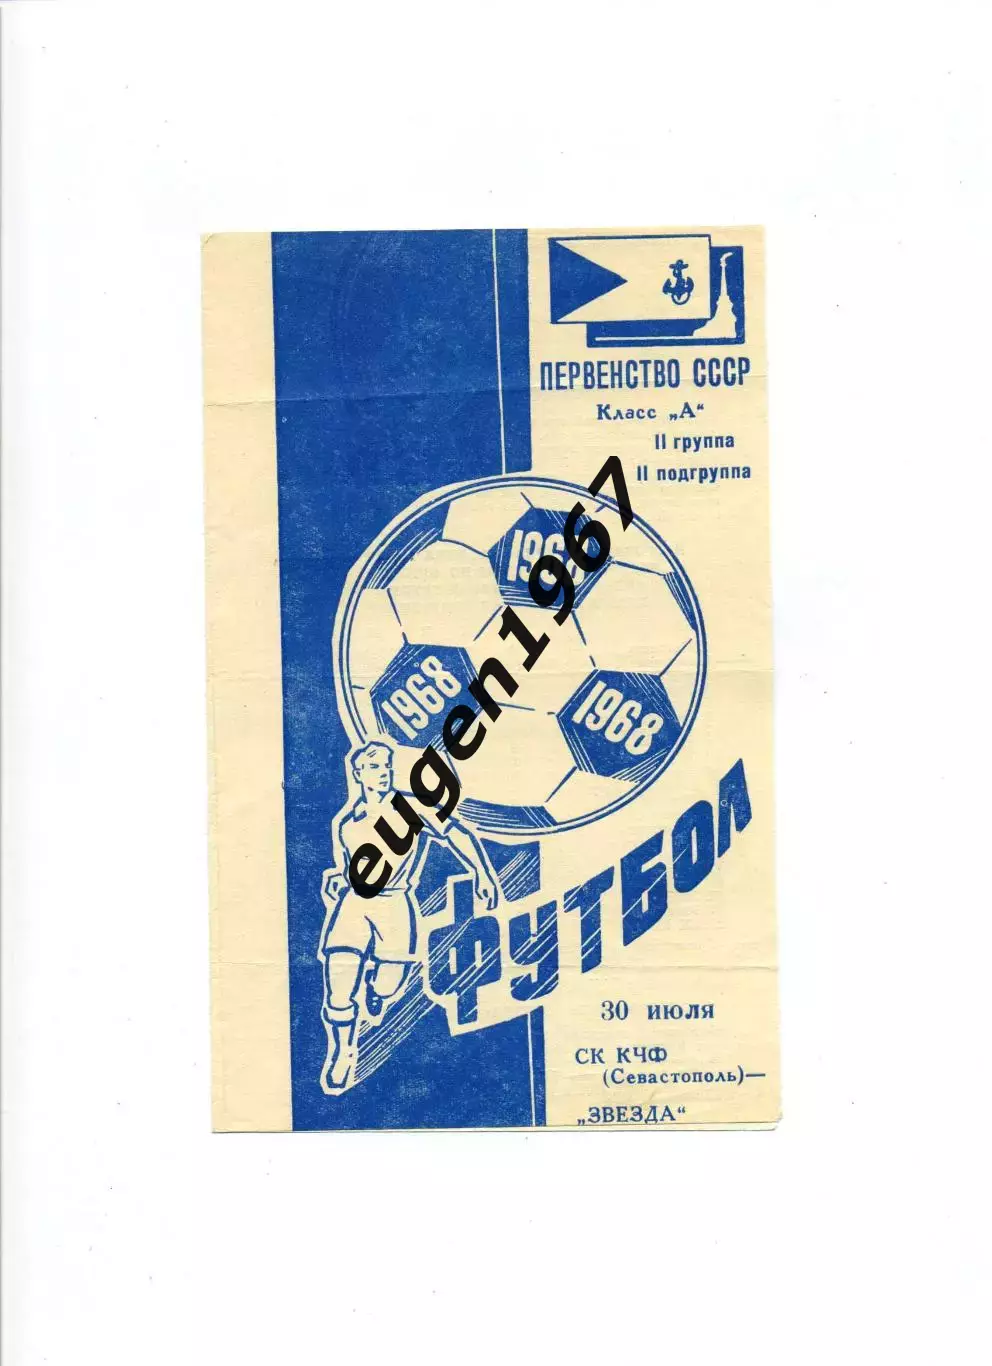 ПЕРВЕНСТВО СССР
Класс „А“
II группа
II подгруппа
1968
1968
1968
eugen1967
ФУТБОЛ
30 июля
СК КЧФ
(Севастополь)—
„ЗВЕЗДА“